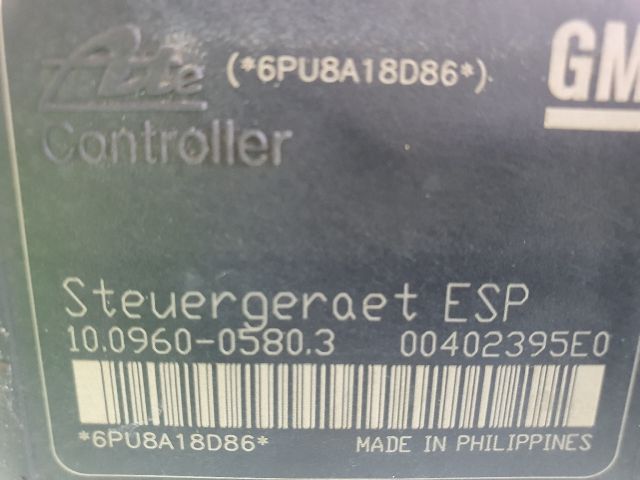 Ate (*6PU8A18D86*) GM
Controller
Steuergeraet ESP
10.0960-0580.3 00402395E0
*6PU8A18D86* MADE IN PHILIPPINES